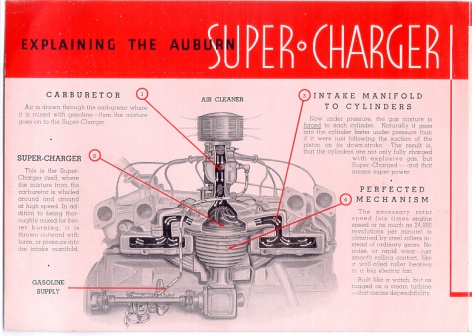 EXPLAINING THE AUBURN SUPER·CHARGER
CARBURETOR
1
Air is drawn through the carburetor where
it is mixed with gasoline—then the mixture
goes on to the Super-Charger.
AIR CLEANER
3
INTAKE MANIFOLD
TO CYLINDERS
Now under pressure, the gas mixture is
forced to each cylinder. Naturally it goes
into the cylinder faster under pressure than
if it were just following the suction of the
piston on its down-stroke. The result is,
that the cylinders are not only fully charged
with explosive gas, but
Super-Charged — and that
means super-power.
SUPER-CHARGER
2
This is the Super-
Charger itself, where
the mixture from the
carburetor is whirled
around and around
at high speed. In ad-
dition to being thor-
oughly mixed for bet-
ter burning, it is
thrown outward with
force, or pressure into
the intake manifold.
4
PERFECTED
MECHANISM
The necessary rotor
speed (six times engine
speed or as much as 24,000
revolutions per minute) is
obtained by steel rollers in-
stead of ordinary gears. No
noise, or rapid wear—just
smooth rolling contact, like
a well-oiled roller bearing
in a big electric fan.
Built like a watch, but as
rugged as a steam turbine
—that means dependability.
GASOLINE
SUPPLY